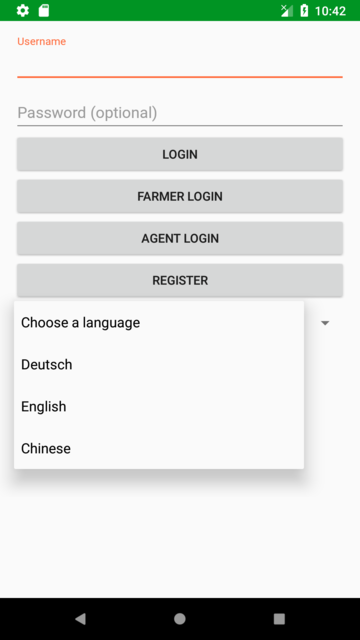 10:42
Username
Password (optional)
LOGIN
FARMER LOGIN
AGENT LOGIN
REGISTER
Choose a language
Deutsch
English
Chinese